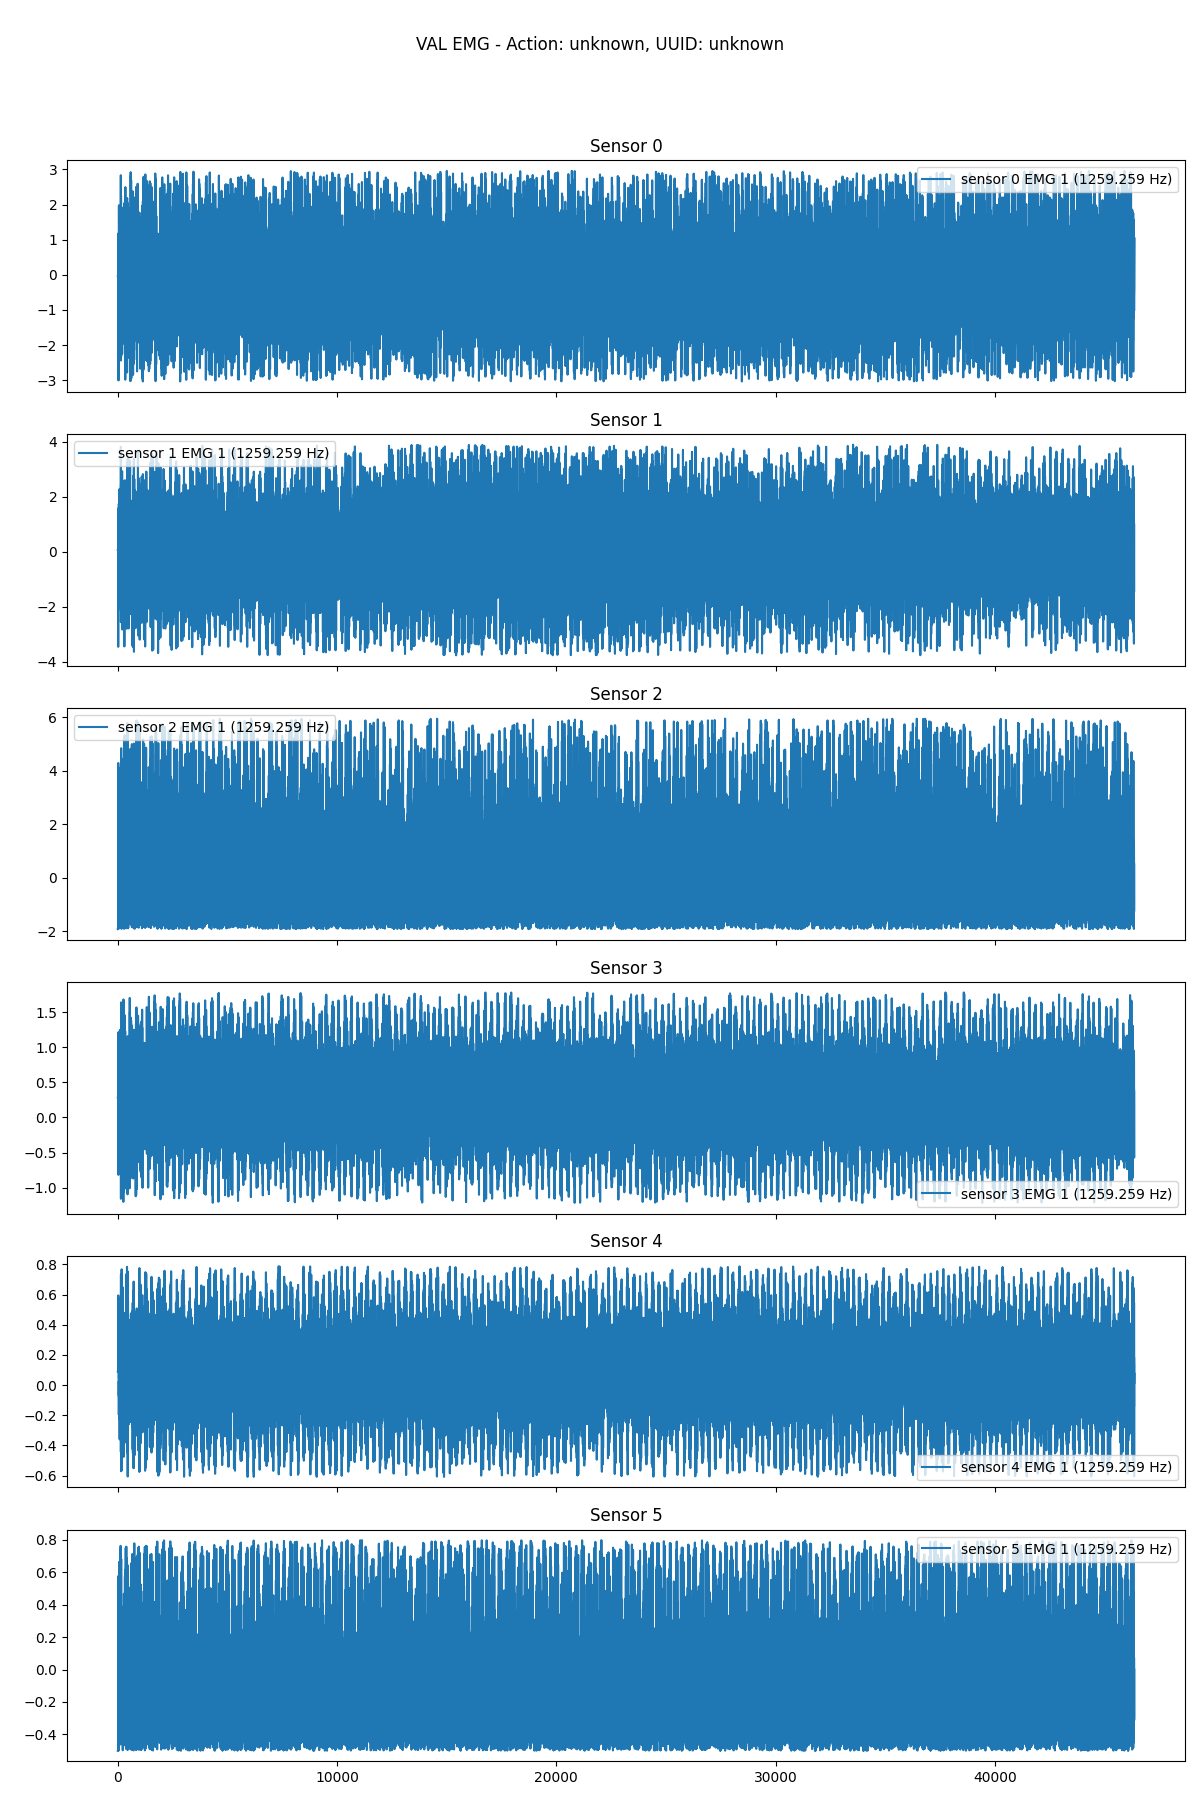 VAL EMG - Action: unknown, UUID: unknown
Sensor 0
3
2
1
0
−1
−2
−3
sensor 0 EMG 1 (1259.259 Hz)
Sensor 1
4
2
0
−2
−4
sensor 1 EMG 1 (1259.259 Hz)
Sensor 2
6
4
2
0
−2
sensor 2 EMG 1 (1259.259 Hz)
Sensor 3
1.5
1.0
0.5
0.0
−0.5
−1.0
sensor 3 EMG 1 (1259.259 Hz)
Sensor 4
0.8
0.6
0.4
0.2
0.0
−0.2
−0.4
−0.6
sensor 4 EMG 1 (1259.259 Hz)
Sensor 5
0.8
0.6
0.4
0.2
0.0
−0.2
−0.4
sensor 5 EMG 1 (1259.259 Hz)
0 10000 20000 30000 40000